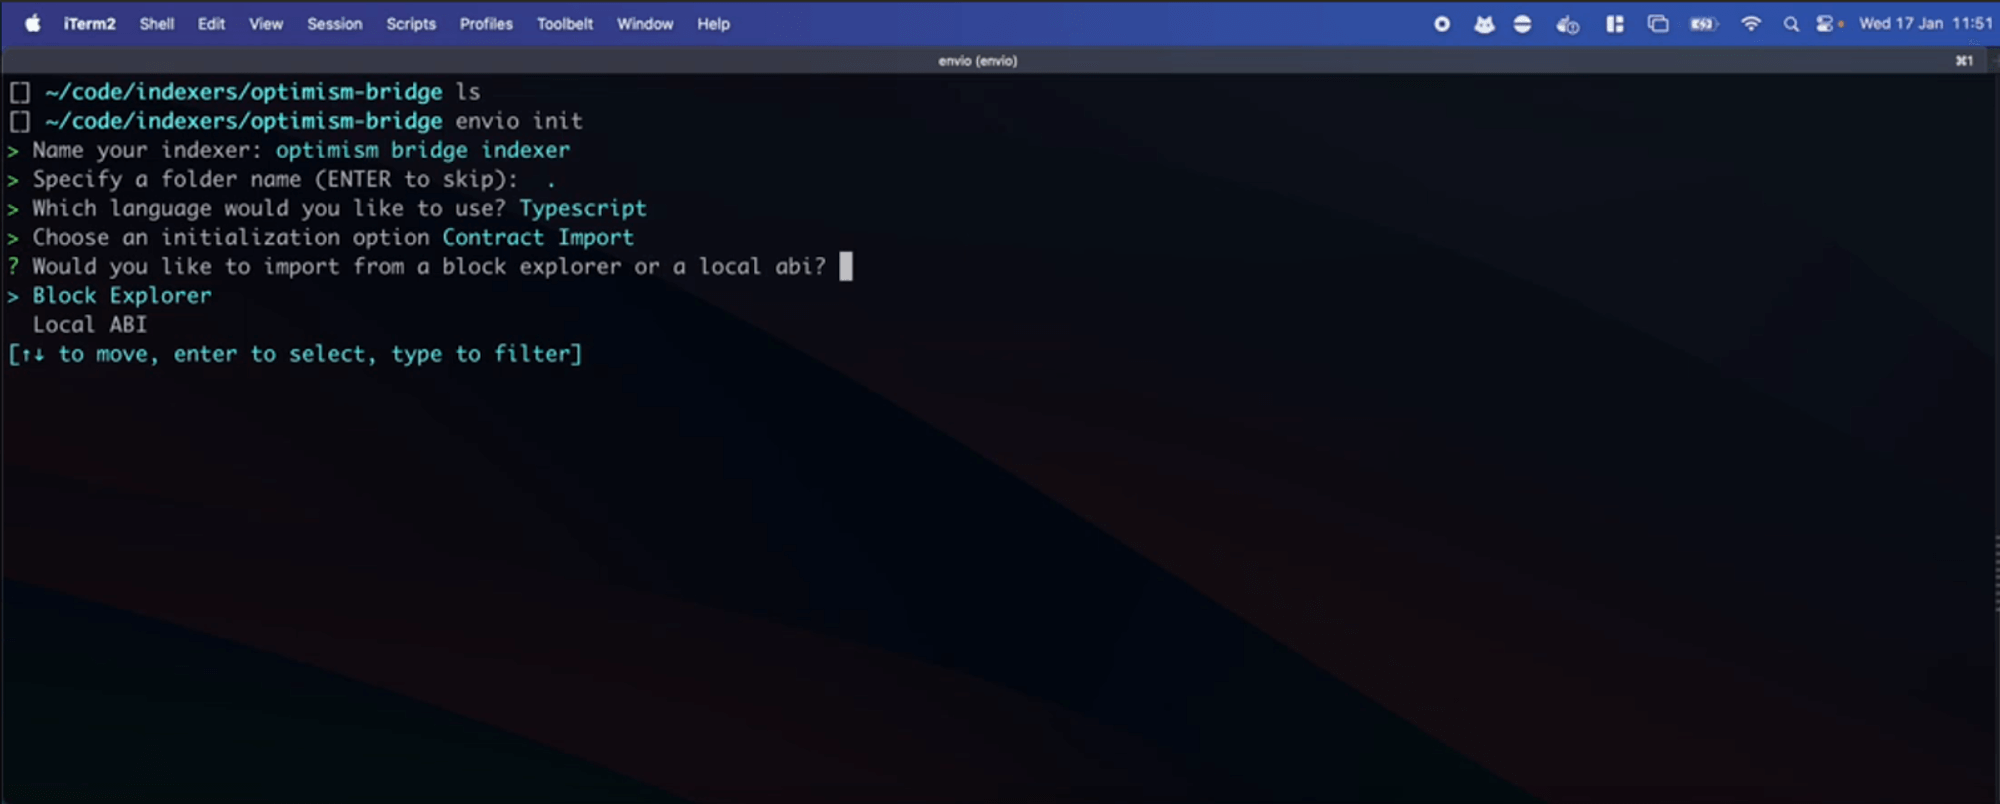 iTerm2 Shell Edit View Session Scripts Profiles Toolbelt Window Help Wed 17 Jan 11:51
envio (envio) ⌘1
[] ~/code/indexers/optimism-bridge ls
[] ~/code/indexers/optimism-bridge envio init
> Name your indexer: optimism bridge indexer
> Specify a folder name (ENTER to skip): .
> Which language would you like to use? Typescript
> Choose an initialization option Contract Import
? Would you like to import from a block explorer or a local abi?
> Block Explorer
Local ABI
[↑↓ to move, enter to select, type to filter]